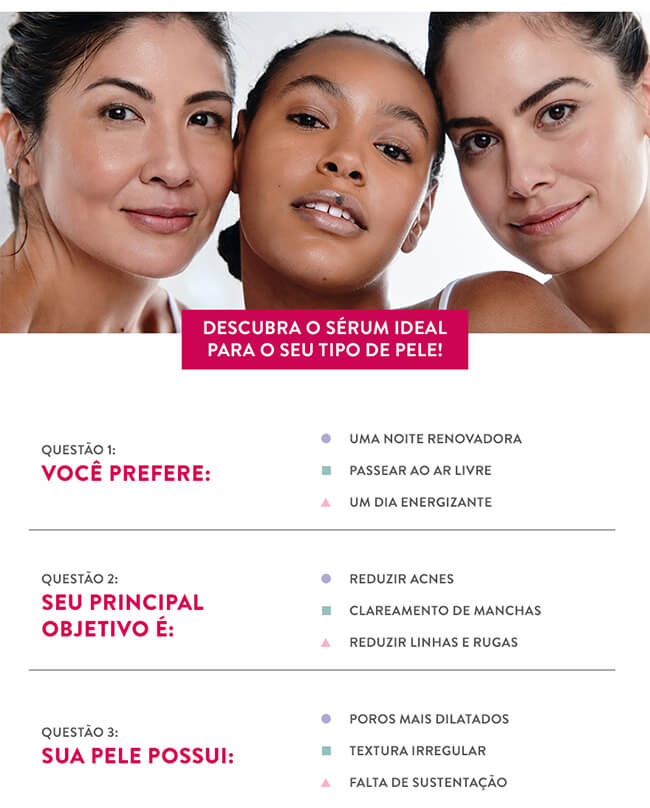 DESCUBRA O SÉRUM IDEAL
PARA O SEU TIPO DE PELE!
QUESTÃO 1:
VOCÊ PREFERE:
UMA NOITE RENOVADORA
PASSEAR AO AR LIVRE
UM DIA ENERGIZANTE
QUESTÃO 2:
SEU PRINCIPAL
OBJETIVO É:
REDUZIR ACNES
CLAREAMENTO DE MANCHAS
REDUZIR LINHAS E RUGAS
QUESTÃO 3:
SUA PELE POSSUI:
POROS MAIS DILATADOS
TEXTURA IRREGULAR
FALTA DE SUSTENTAÇÃO